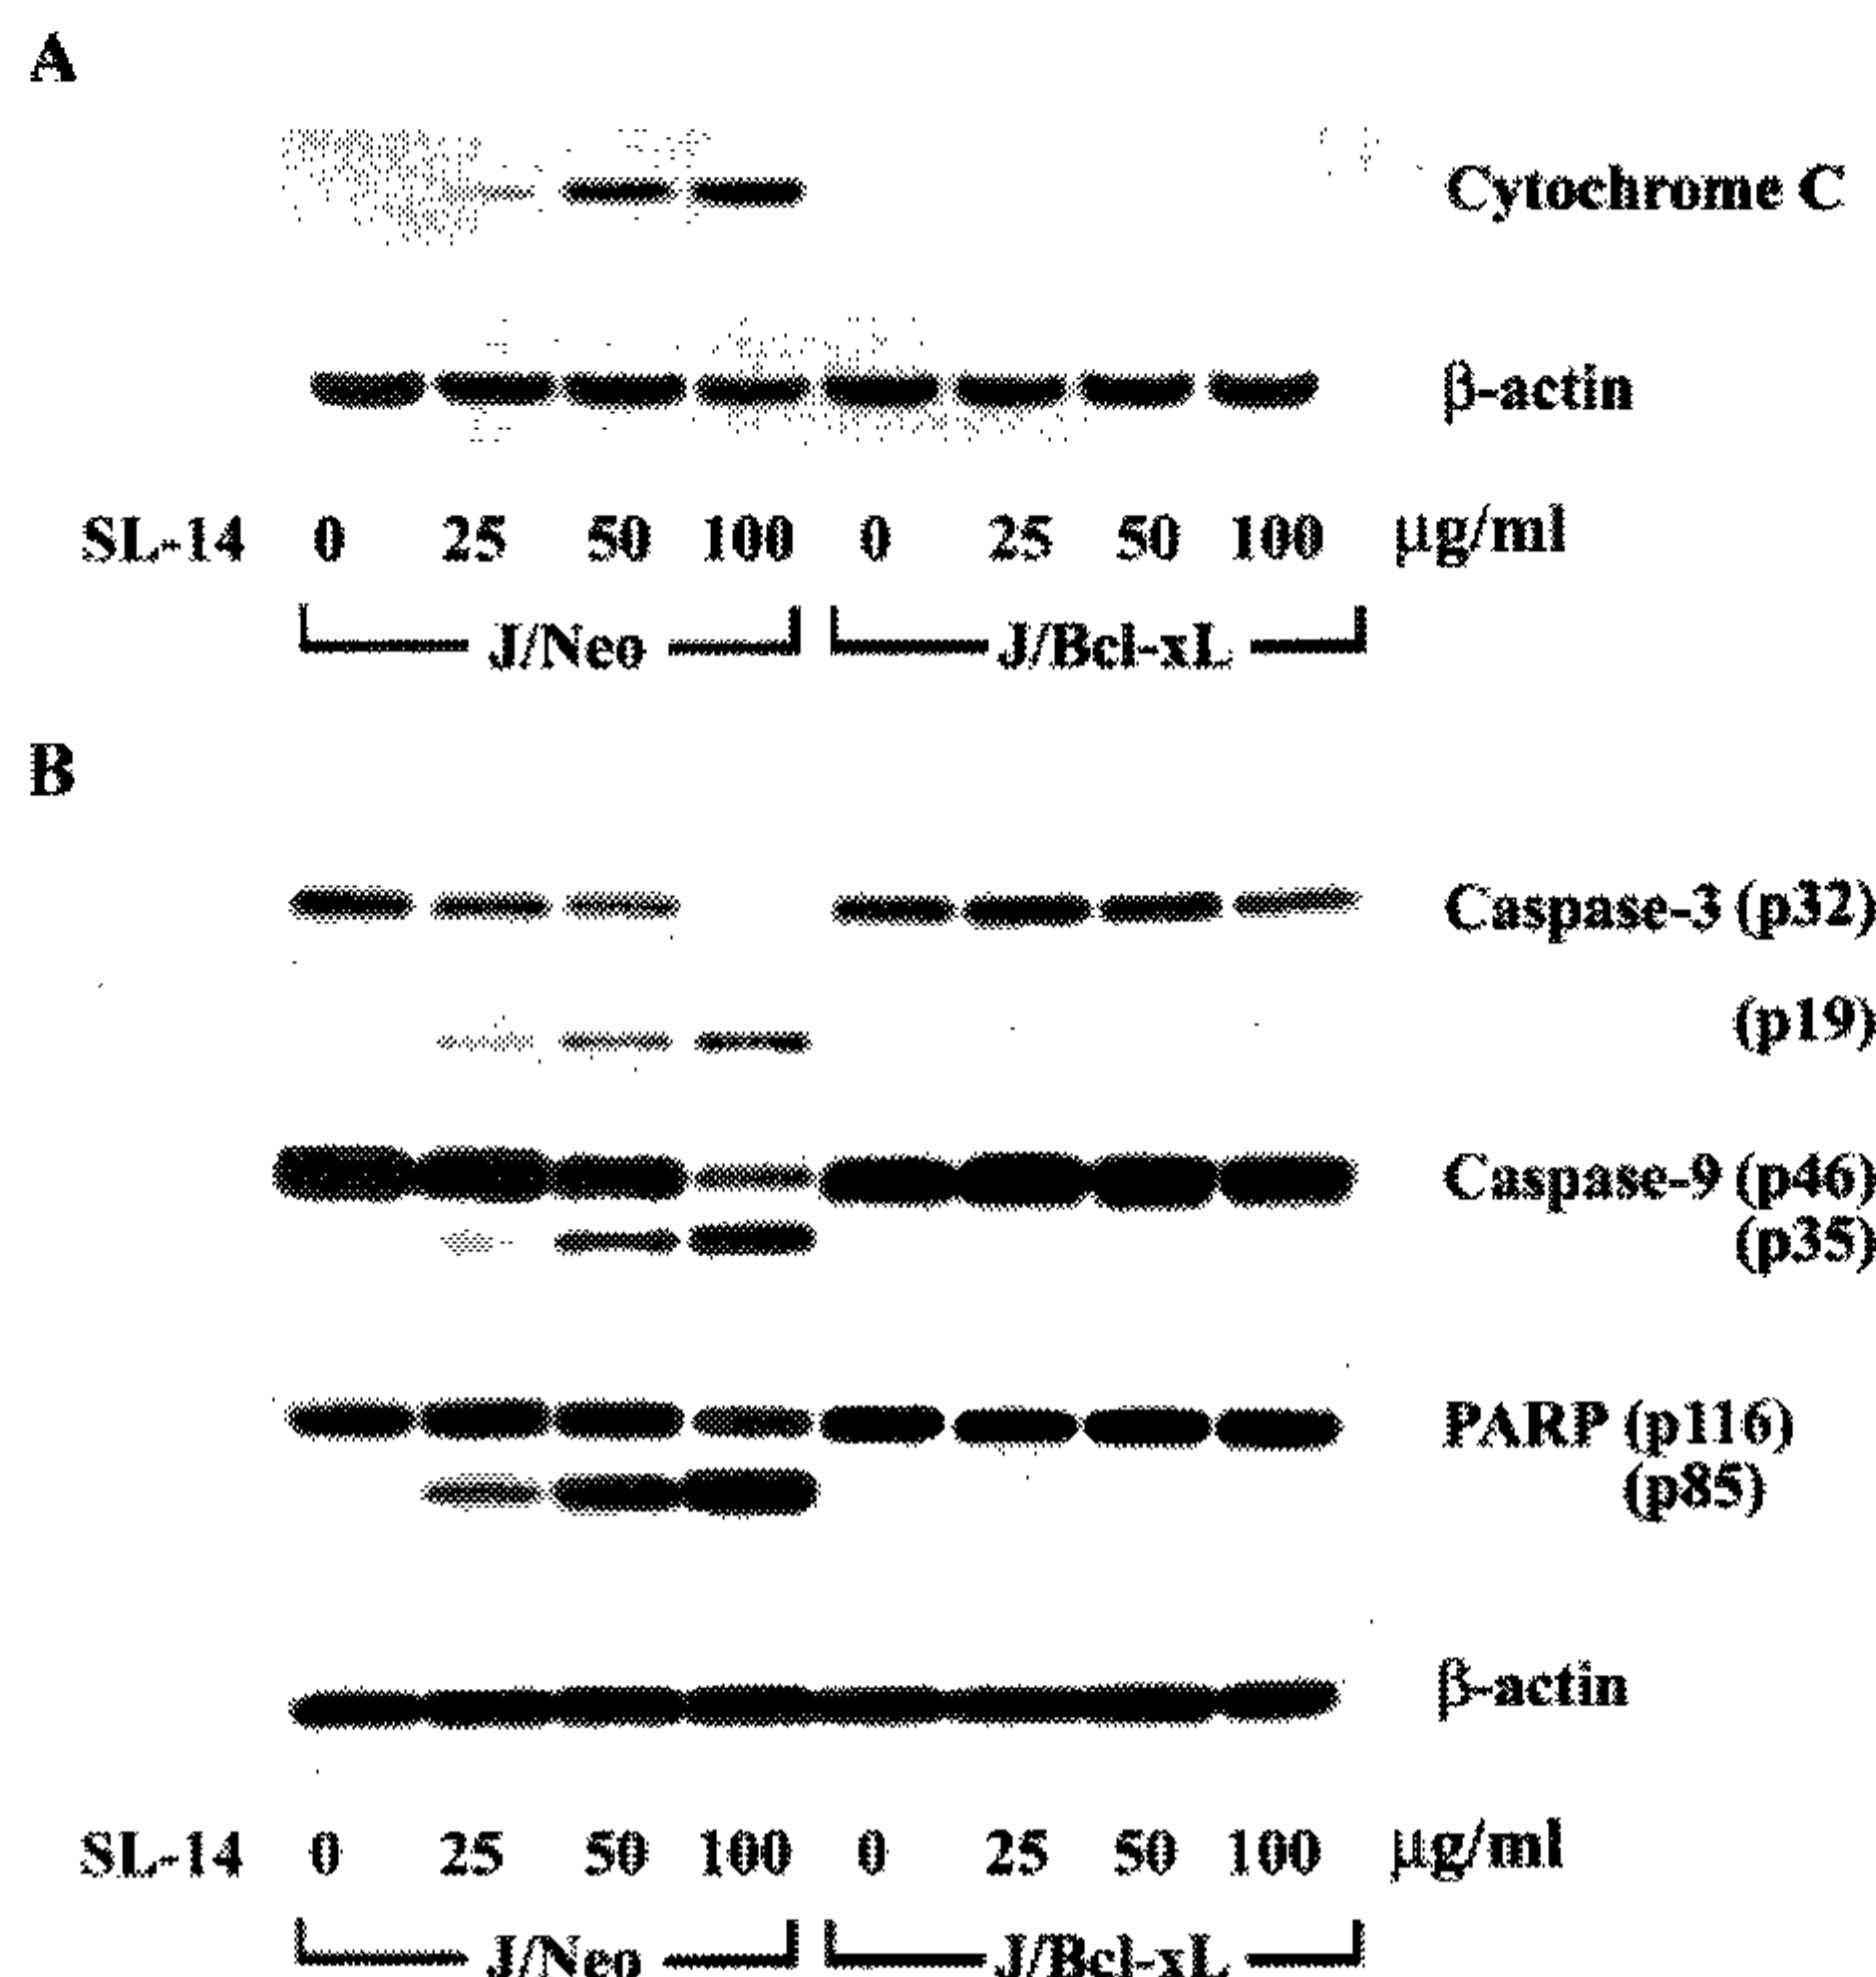 A
Cytochrome C
β-actin
SL-14 0 25 50 100 0 25 50 100 μg/ml
J/Neo J/Bcl-xL
B
Caspase-3 (p32)
(p19)
Caspase-9 (p46)
(p35)
PARP (p116)
(p85)
β-actin
SL-14 0 25 50 100 0 25 50 100 μg/ml
J/Neo J/Bcl-xL